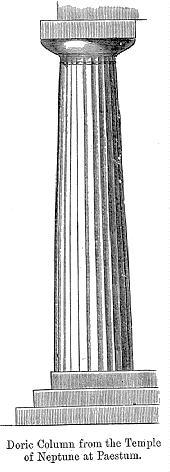 Doric Column from the Temple
of Neptune at Paestum.